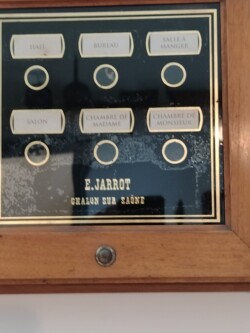 HALL
BUREAU
SALLE À
MANGER
SALON
CHAMBRE DE
MADAME
CHAMBRE DE
MONSIEUR
E. JARROT
CHALON SUR SAÔNE